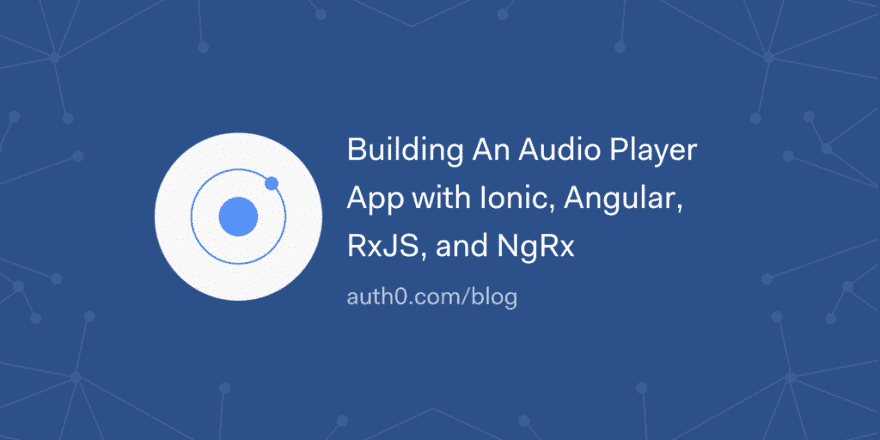 Building An Audio Player
App with Ionic, Angular,
RxJS, and NgRx
auth0.com/blog